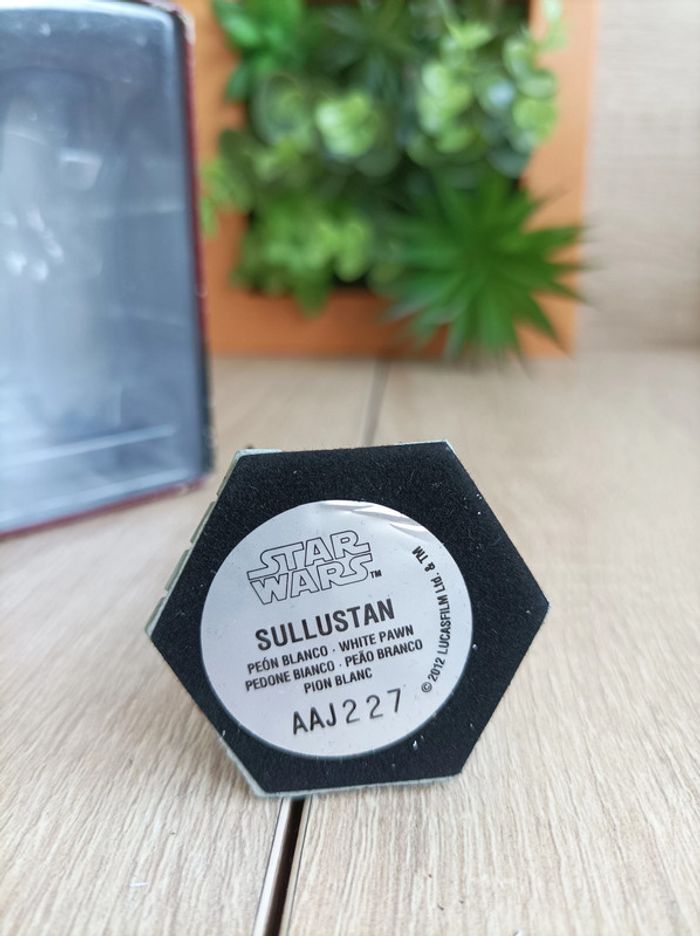 STAR
WARS™
SULLUSTAN
PEÓN BLANCO · WHITE PAWN
PEDONE BIANCO · PEÃO BRANCO
PION BLANC
AAJ227
© 2012 LUCASFILM Ltd. & TM